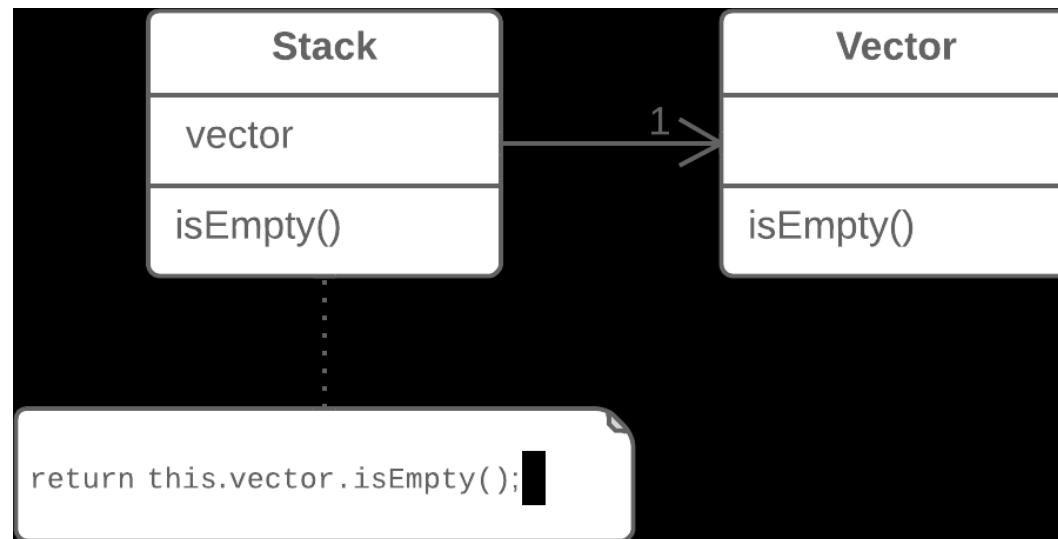 Stack
vector
isEmpty()
1
Vector
isEmpty()
return this.vector.isEmpty();